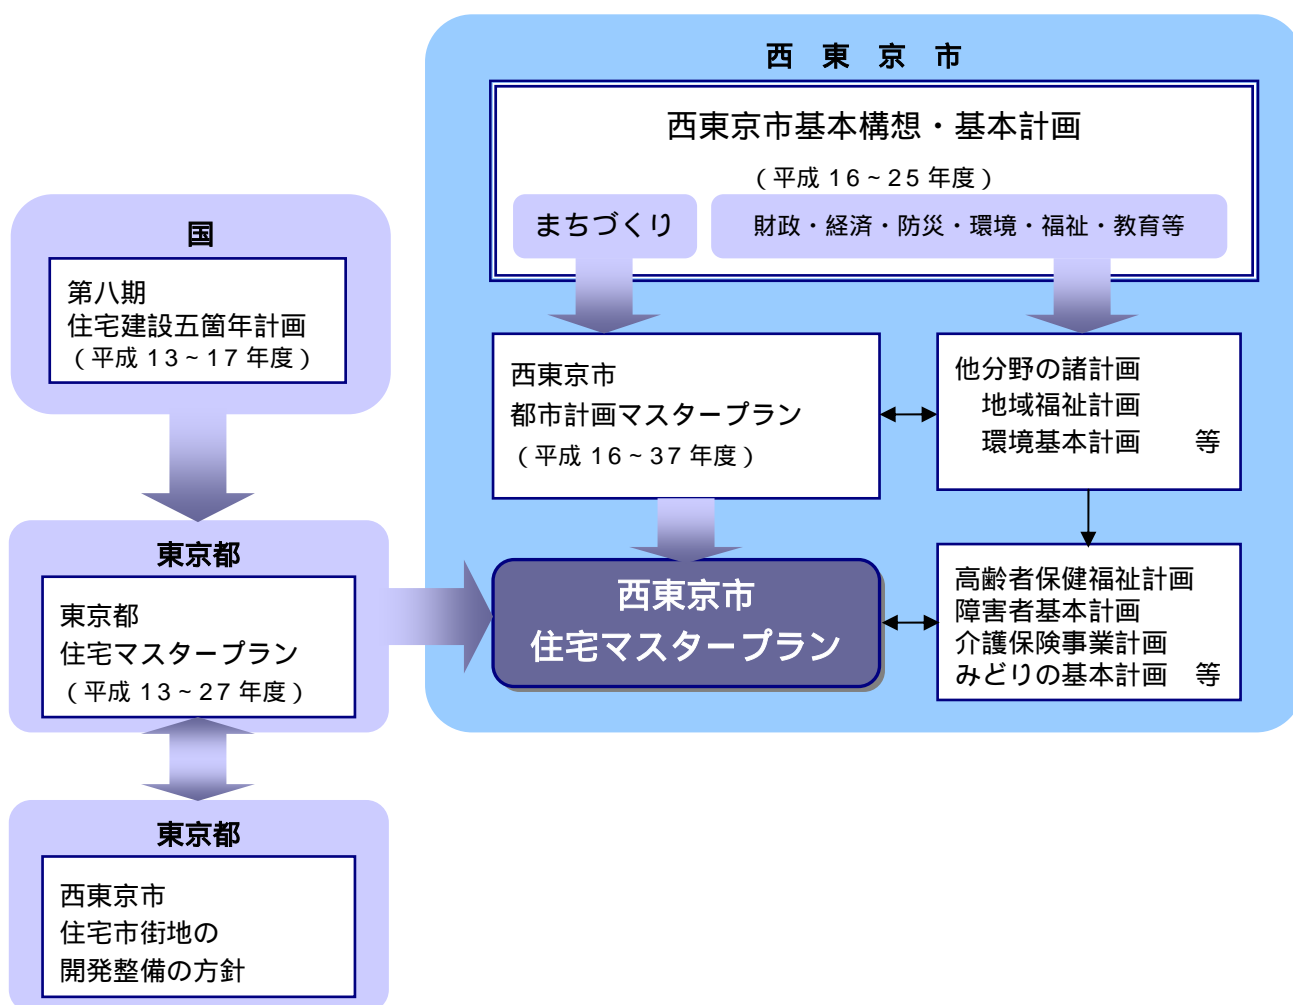 西東京市
西東京市基本構想・基本計画
（平成 16~25 年度）
まちづくり
財政・経済・防災・環境・福祉・教育等
国
第八期
住宅建設五箇年計画
（平成 13~17 年度）
西東京市
都市計画マスタープラン
（平成 16~37 年度）
他分野の諸計画
地域福祉計画
環境基本計画　等
東京都
東京都
住宅マスタープラン
（平成 13~27 年度）
西東京市
住宅マスタープラン
高齢者保健福祉計画
障害者基本計画
介護保険事業計画
みどりの基本計画　等
東京都
西東京市
住宅市街地の
開発整備の方針